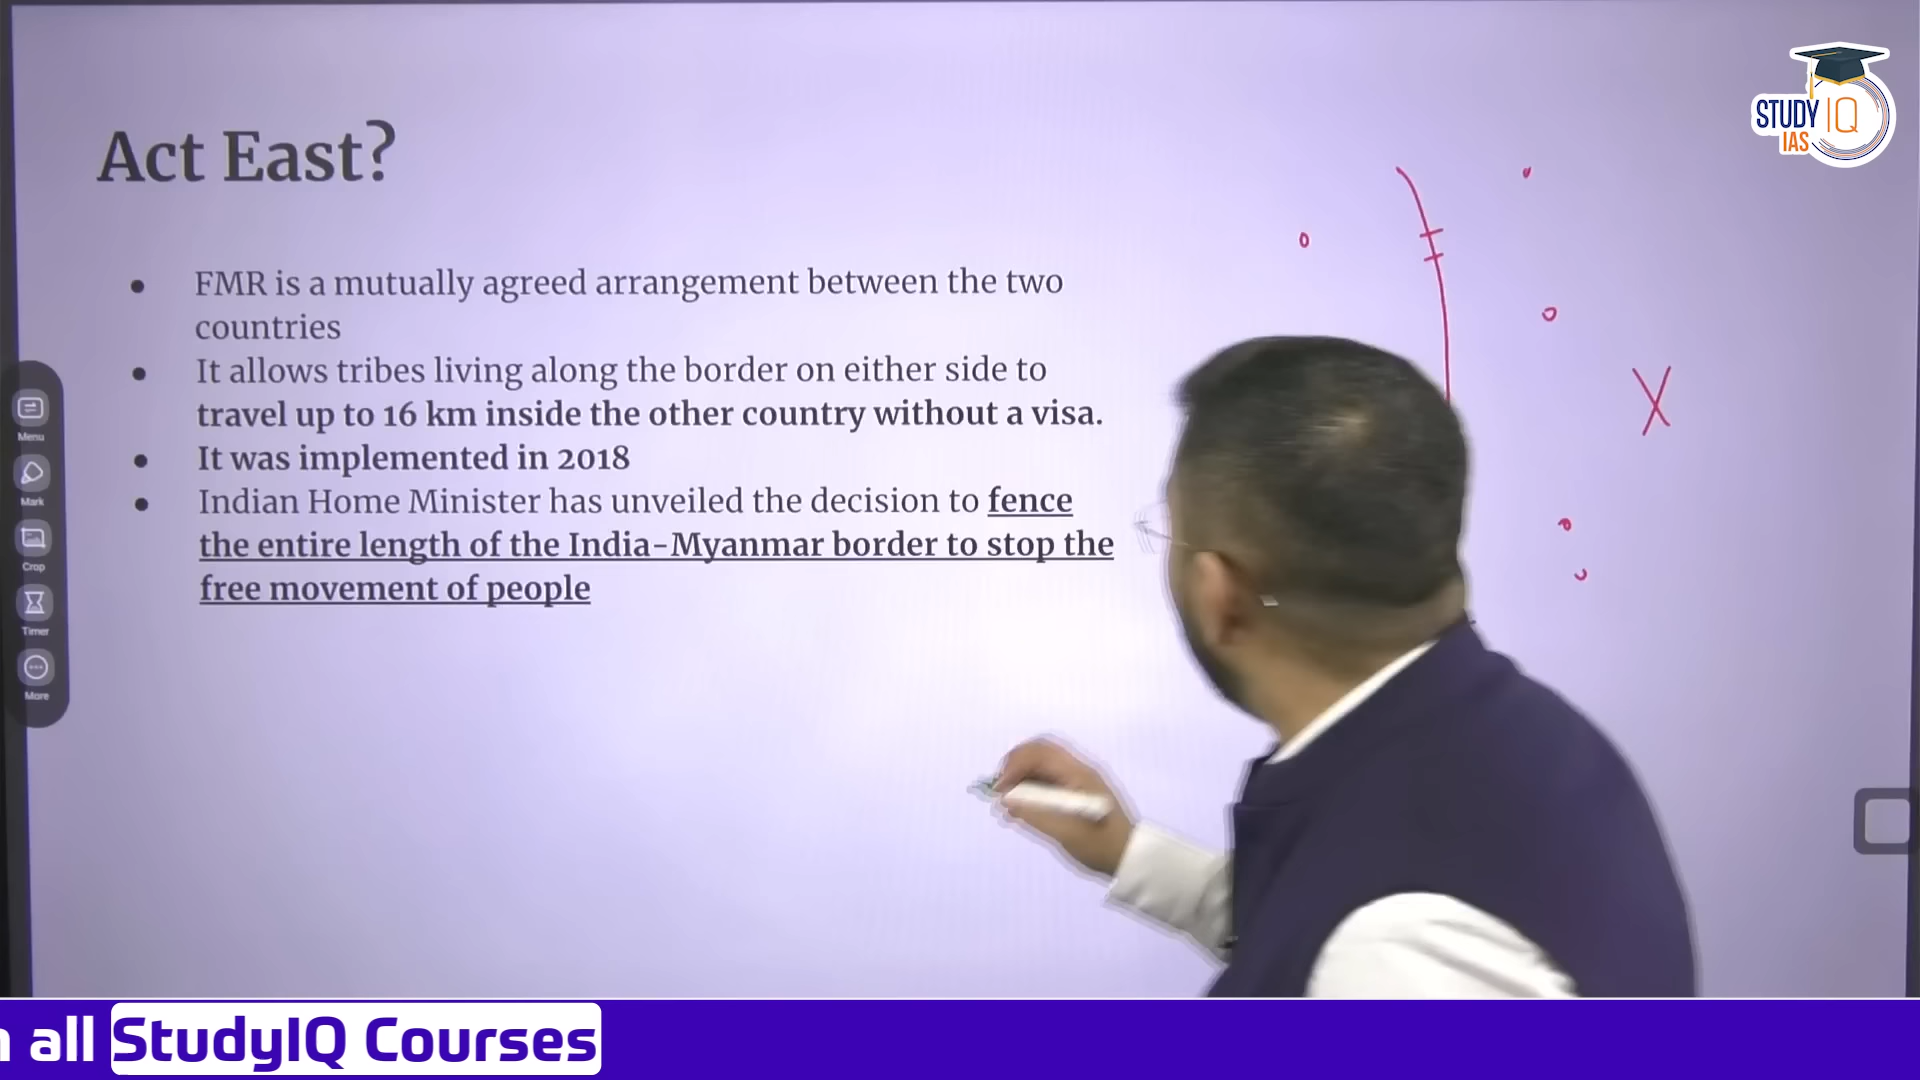 STUDY IQ
IAS
Act East?
FMR is a mutually agreed arrangement between the two
countries
It allows tribes living along the border on either side to
travel up to 16 km inside the other country without a visa.
It was implemented in 2018
Indian Home Minister has unveiled the decision to fence
the entire length of the India-Myanmar border to stop the
free movement of people
Menu
Mark
Crop
Timer
More
X
all StudyIQ Courses